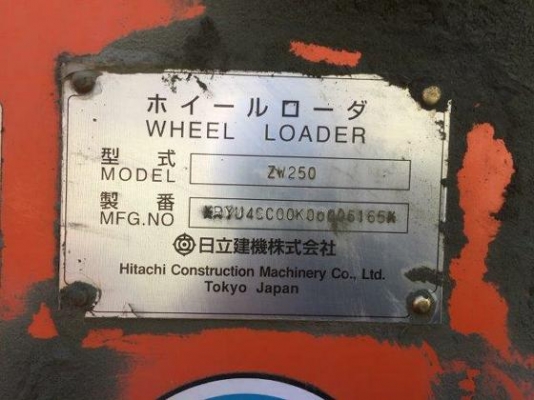 ホイールローダ
WHEEL LOADER
型式
MODEL ZW250
製番
MFG.NO
日立建機株式会社
Hitachi Construction Machinery Co., Ltd.
Tokyo Japan